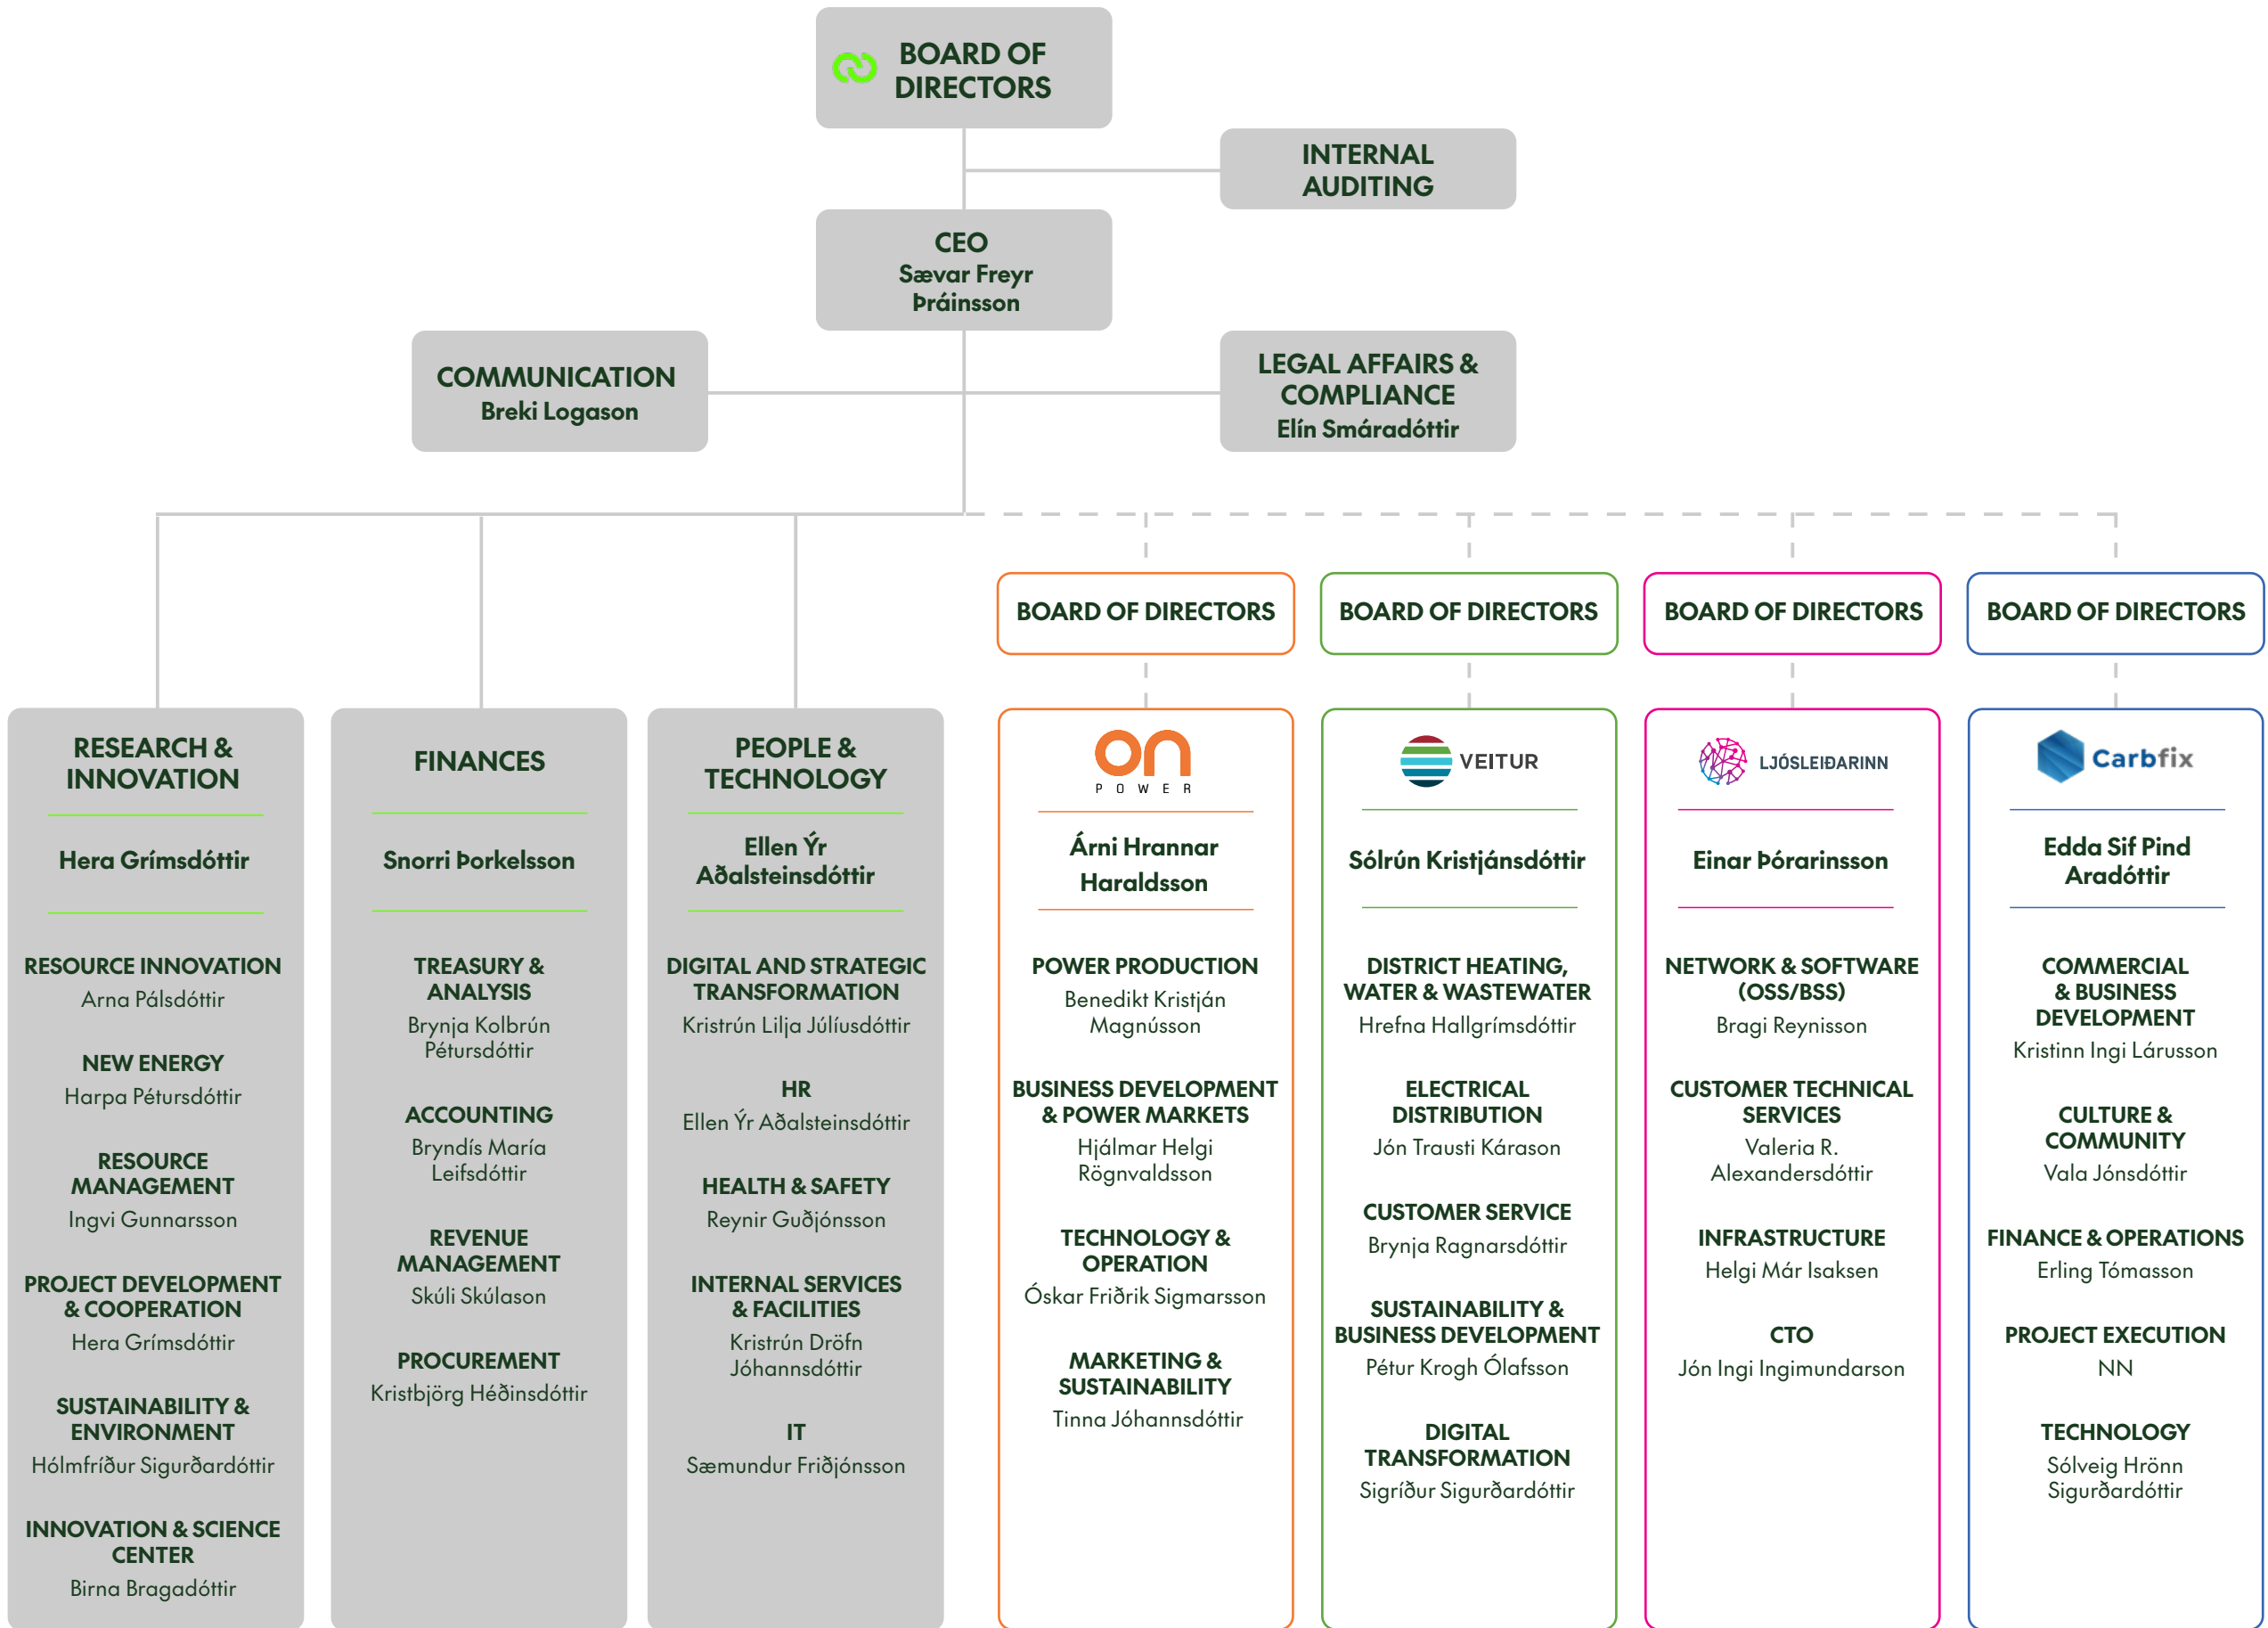 BOARD OF
DIRECTORS
INTERNAL
AUDITING
CEO
Sævar Freyr
Þráinsson
COMMUNICATION
Breki Logason
LEGAL AFFAIRS &
COMPLIANCE
Elín Smáradóttir
BOARD OF DIRECTORS
BOARD OF DIRECTORS
BOARD OF DIRECTORS
BOARD OF DIRECTORS
RESEARCH &
INNOVATION
Hera Grímsdóttir
RESOURCE INNOVATION
Arna Pálsdóttir
NEW ENERGY
Harpa Pétursdóttir
RESOURCE
MANAGEMENT
Ingvi Gunnarsson
PROJECT DEVELOPMENT
& COOPERATION
Hera Grímsdóttir
SUSTAINABILITY &
ENVIRONMENT
Hólmfríður Sigurðardóttir
INNOVATION & SCIENCE
CENTER
Birna Bragadóttir
FINANCES
Snorri Þorkelsson
TREASURY &
ANALYSIS
Brynja Kolbrún
Pétursdóttir
ACCOUNTING
Bryndís María
Leifsdóttir
REVENUE
MANAGEMENT
Skúli Skúlason
PROCUREMENT
Kristbjörg Héðinsdóttir
PEOPLE &
TECHNOLOGY
Ellen Ýr
Aðalsteinsdóttir
DIGITAL AND STRATEGIC
TRANSFORMATION
Kristrún Lilja Júlíusdóttir
HR
Ellen Ýr Aðalsteinsdóttir
HEALTH & SAFETY
Reynir Guðjónsson
INTERNAL SERVICES
& FACILITIES
Kristrún Dröfn
Jóhannsdóttir
IT
Sæmundur Friðjónsson
on
POWER
Árni Hrannar
Haraldsson
POWER PRODUCTION
Benedikt Kristján
Magnússon
BUSINESS DEVELOPMENT
& POWER MARKETS
Hjálmar Helgi
Rögnvaldsson
TECHNOLOGY &
OPERATION
Óskar Friðrik Sigmarsson
MARKETING &
SUSTAINABILITY
Tinna Jóhannsdóttir
VEITUR
Sólrún Kristjánsdóttir
DISTRICT HEATING,
WATER & WASTEWATER
Hrefna Hallgrímsdóttir
ELECTRICAL
DISTRIBUTION
Jón Trausti Kárason
CUSTOMER SERVICE
Brynja Ragnarsdóttir
SUSTAINABILITY &
BUSINESS DEVELOPMENT
Pétur Krogh Ólafsson
DIGITAL
TRANSFORMATION
Sigríður Sigurðardóttir
LJÓSLEIÐARINN
Einar Þórarinsson
NETWORK & SOFTWARE
(OSS/BSS)
Bragi Reynisson
CUSTOMER TECHNICAL
SERVICES
Valeria R.
Alexandersdóttir
INFRASTRUCTURE
Helgi Már Isaksen
CTO
Jón Ingi Ingimundarson
Carbfix
Edda Sif Pind
Aradóttir
COMMERCIAL
& BUSINESS
DEVELOPMENT
Kristinn Ingi Lárusson
CULTURE &
COMMUNITY
Vala Jónsdóttir
FINANCE & OPERATIONS
Erling Tómasson
PROJECT EXECUTION
NN
TECHNOLOGY
Sólveig Hrönn
Sigurðardóttir